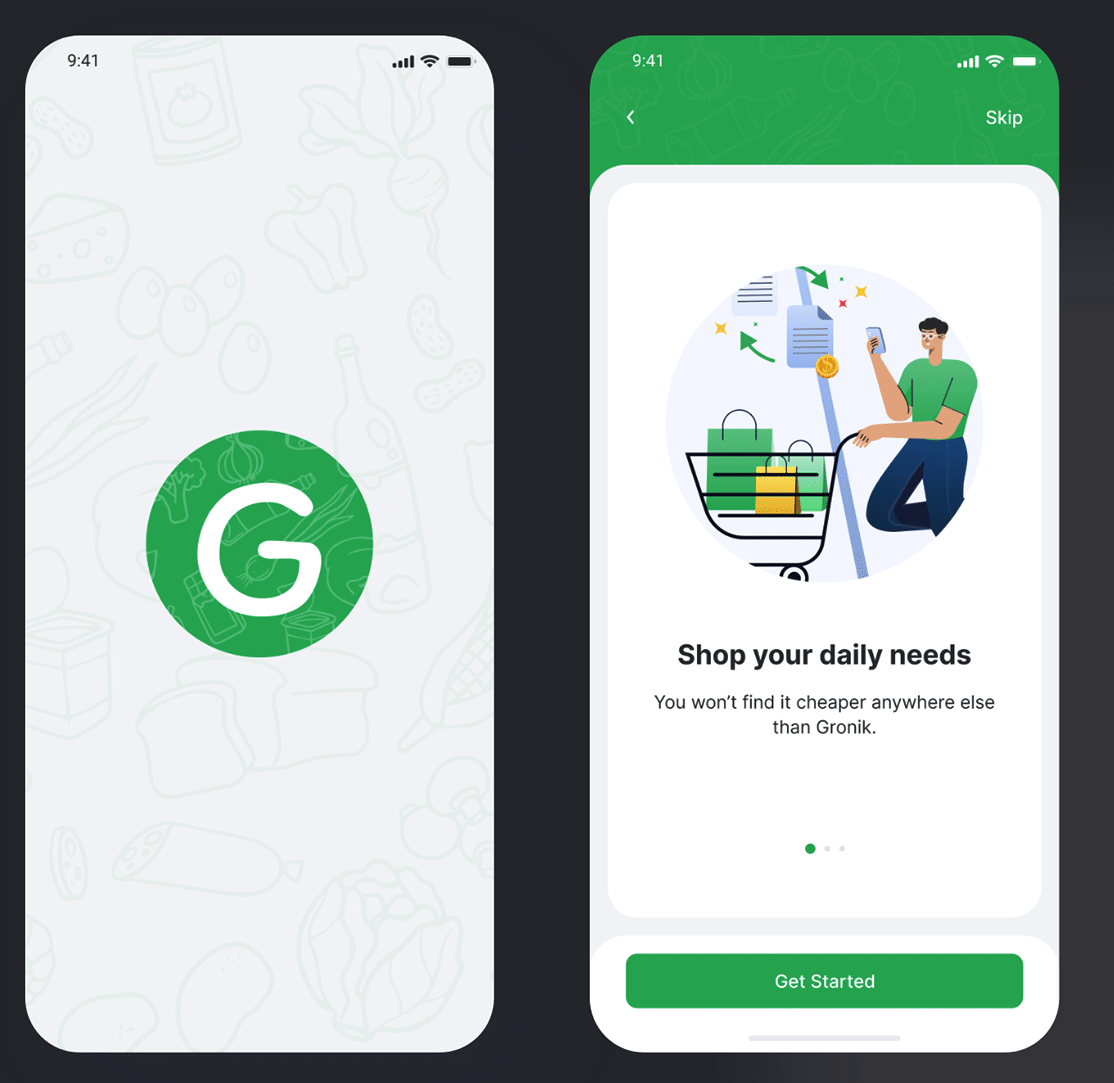 9:41
G
9:41
Skip
Shop your daily needs
You won’t find it cheaper anywhere else
than Gronik.
Get Started